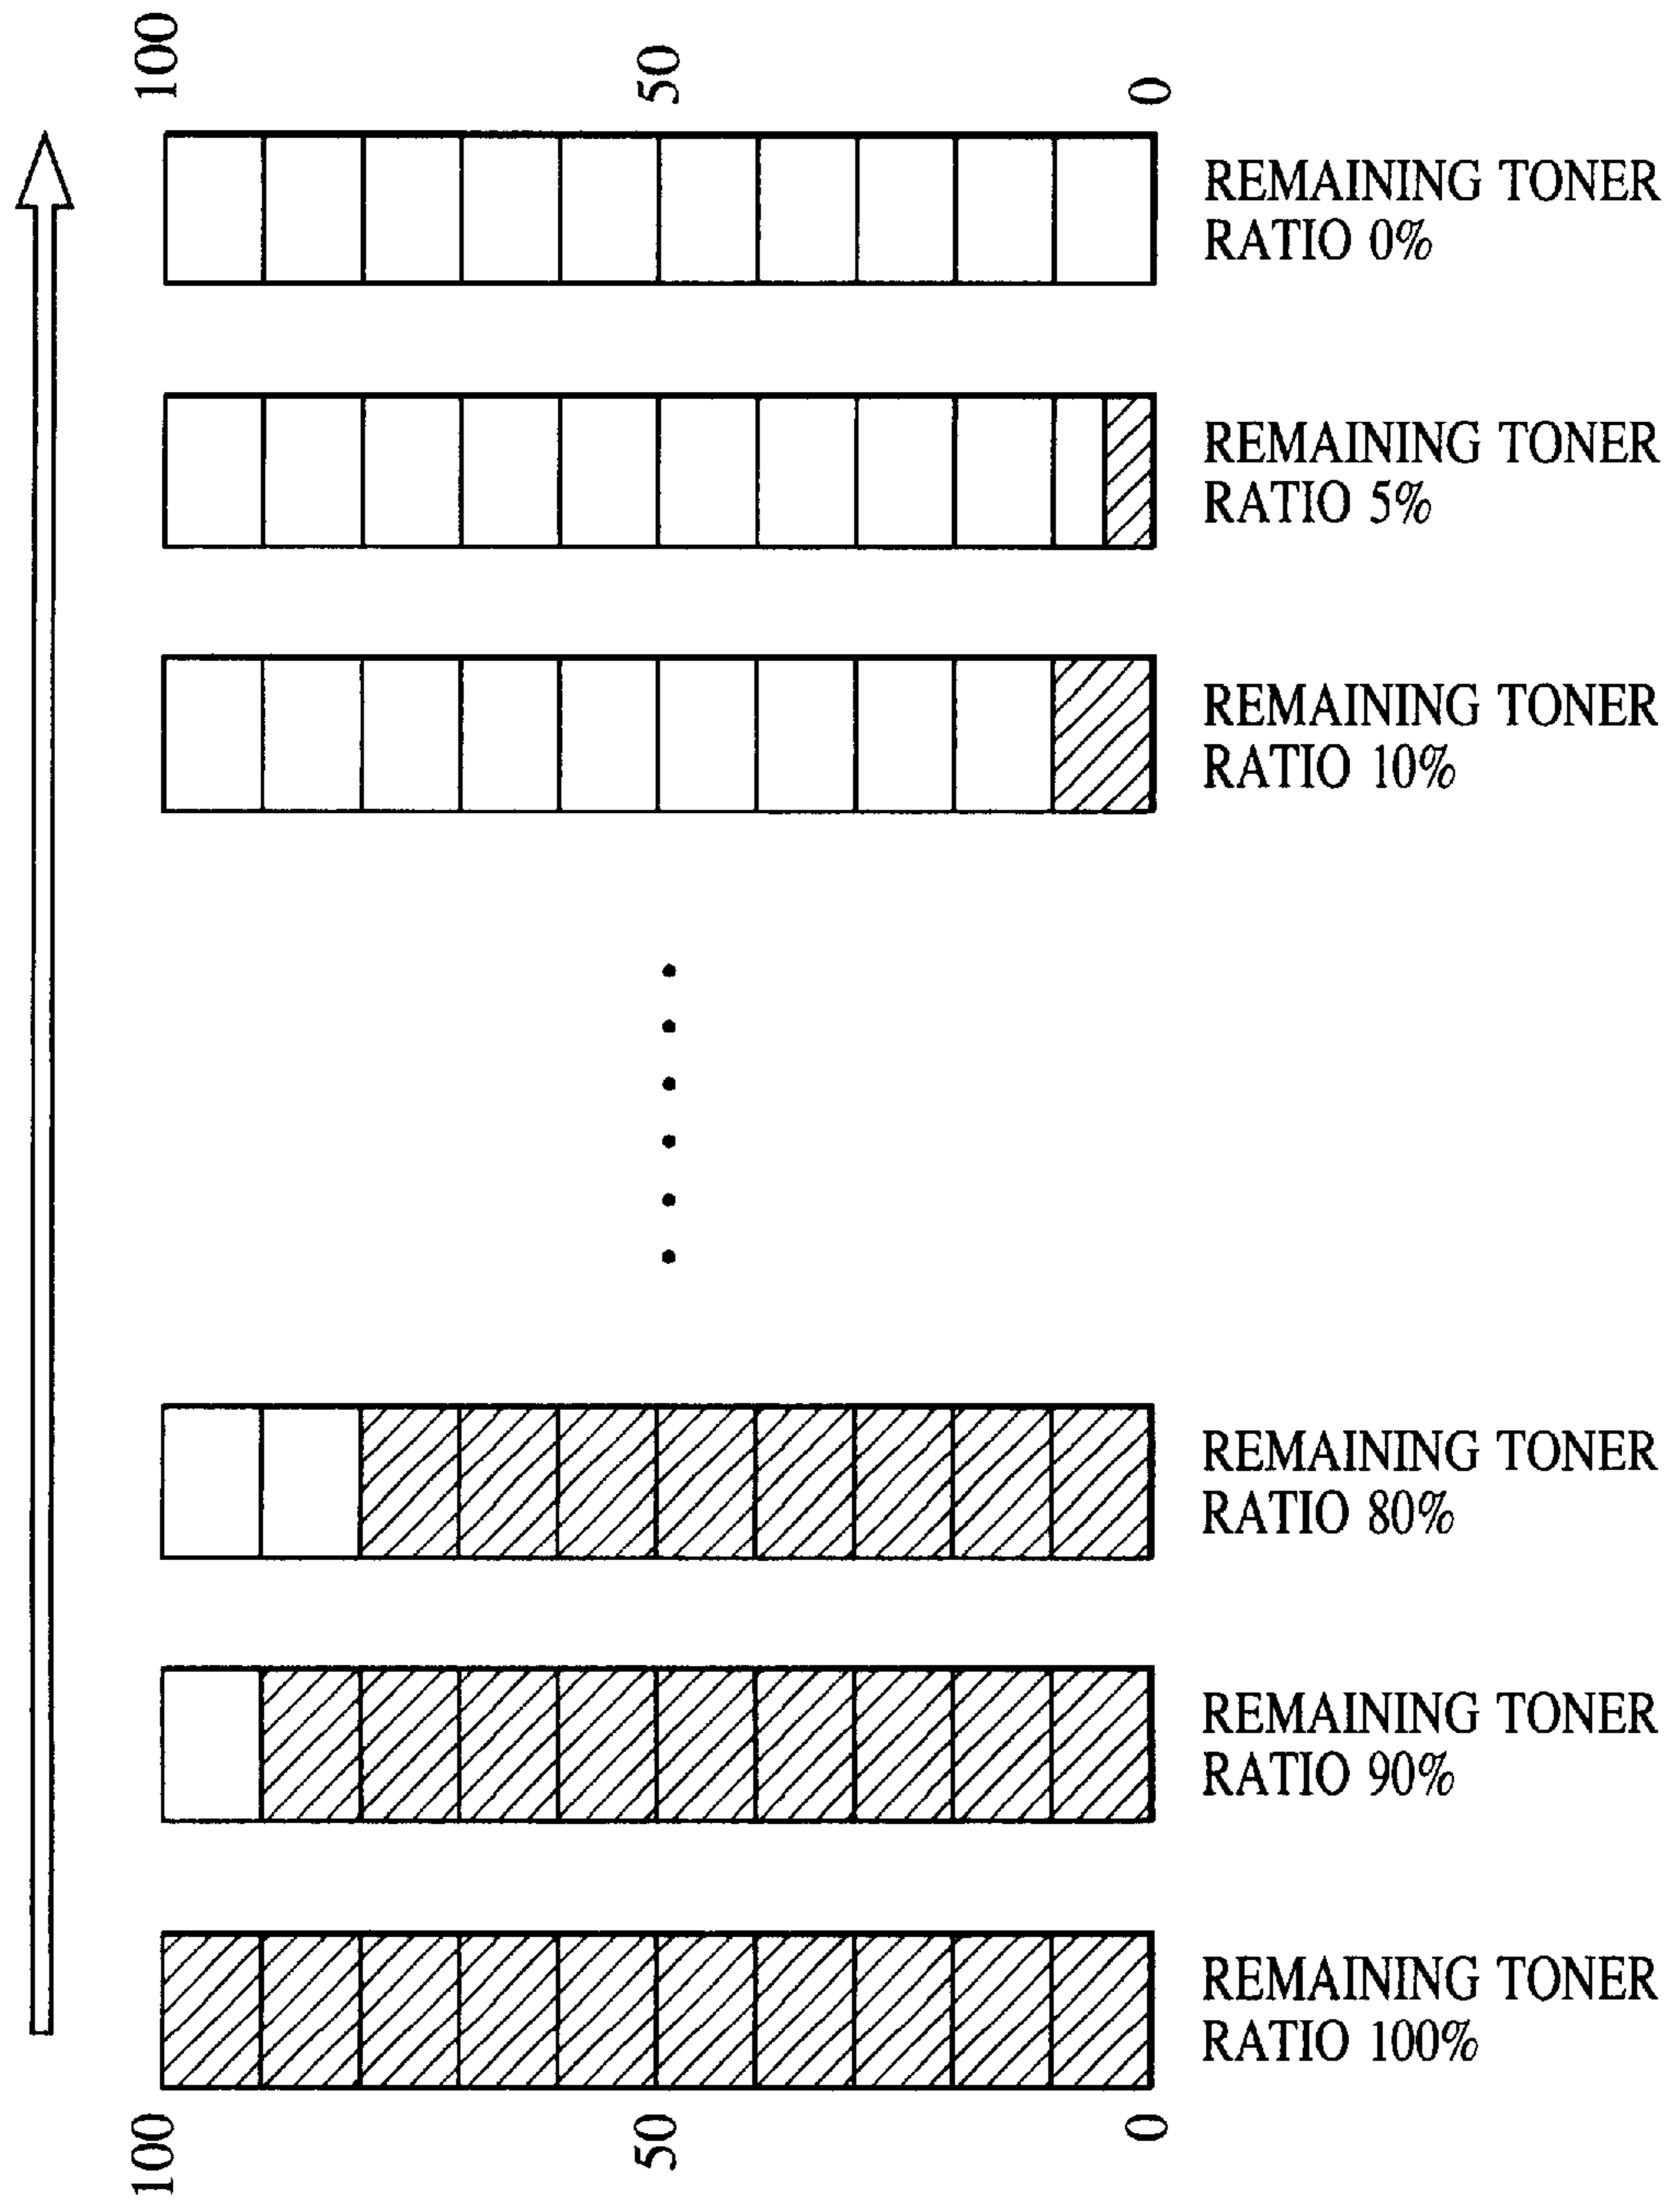 100
50
0
REMAINING TONER
RATIO 0%
REMAINING TONER
RATIO 5%
REMAINING TONER
RATIO 10%
REMAINING TONER
RATIO 80%
REMAINING TONER
RATIO 90%
REMAINING TONER
RATIO 100%
100
50
0